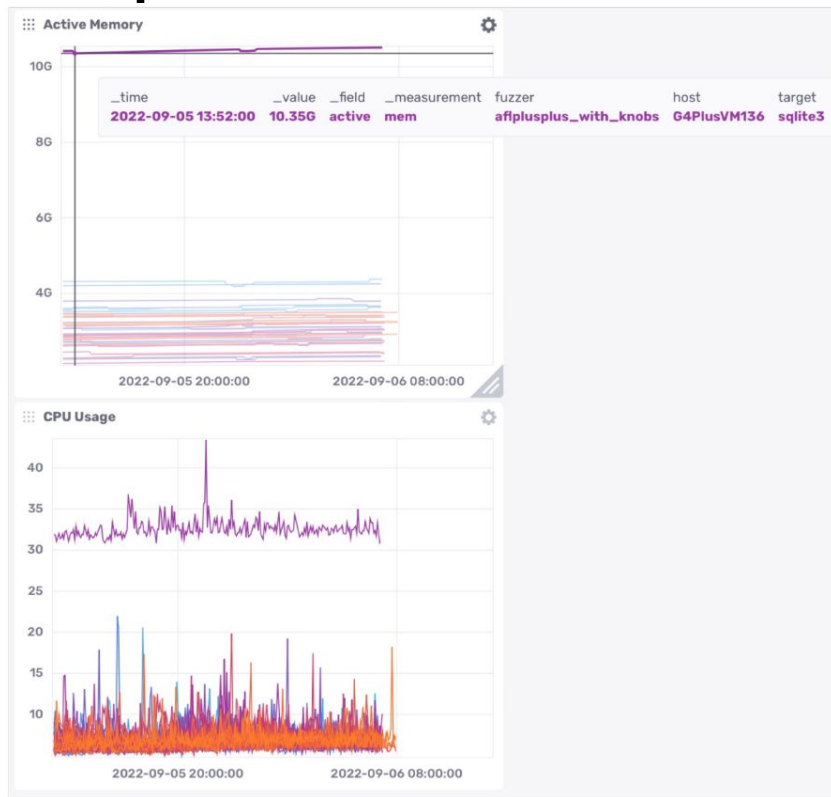 Active Memory
10G
_time _value _field _measurement fuzzer host target
2022-09-05 13:52:00 10.35G active mem aflplusplus_with_knobs G4PlusVM136 sqlite3
8G
6G
4G
2022-09-05 20:00:00 2022-09-06 08:00:00
CPU Usage
40
35
30
25
20
15
10
2022-09-05 20:00:00 2022-09-06 08:00:00